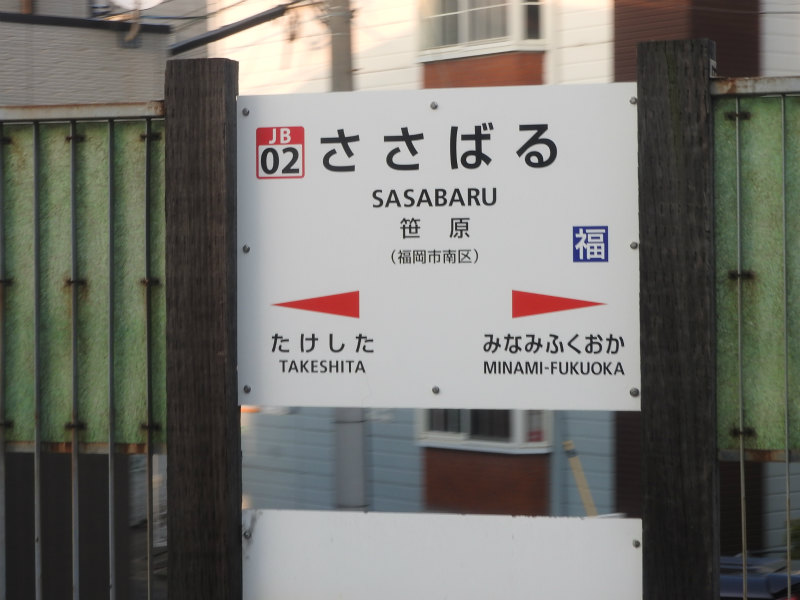 JB
02
ささばる
SASABARU
笹原
(福岡市南区)
福
たけした
TAKESHITA
みなみふくおか
MINAMI-FUKUOKA